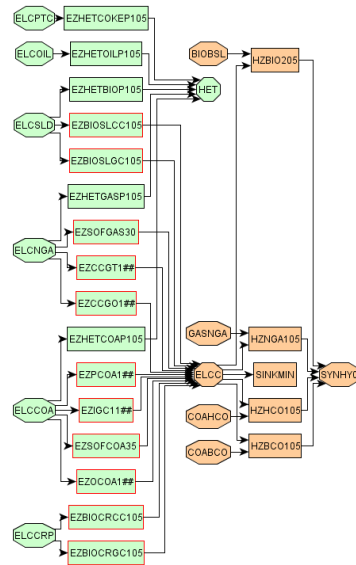 ELCPTC
EZHETCOKEP105
ELCOIL
EZHETOILP105
BIOBSL
HZBIO205
EZHETBIOP105
HET
ELCSLD
EZBIOSLCC105
EZBIOSLGC105
EZHETGASP105
EZSOFGAS30
ELCNGA
EZCCGT1##
EZCCGO1##
GASNGA
HZNGA105
EZHETCOAP105
EZPCOA1##
ELCC
SINKMIN
SYNHYO
ELCCOA
EZIGC11##
COAHCO
HZHCO105
EZSOFCOA35
COABCO
HZBCO105
EZOCOA1##
EZBIOCRCC105
ELCCRP
EZBIOCRGC105